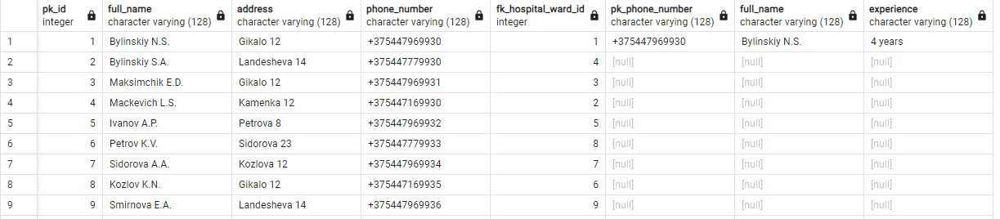 pk_id full_name address phone_number fk_hospital_ward_id pk_phone_number full_name experience
integer character varying (128) character varying (128) character varying (128) integer character varying (128) character varying (128) character varying (128)
1 1 Bylinskiy N.S. Gikalo 12 +375447969930 1 +375447969930 Bylinskiy N.S. 4 years
2 2 Bylinskiy S.A. Landesheva 14 +375447779930 4 [null] [null] [null]
3 3 Maksimchik E.D. Gikalo 12 +375447969931 3 [null] [null] [null]
4 4 Mackevich L.S. Kamenka 12 +375447169930 2 [null] [null] [null]
5 5 Ivanov A.P. Petrova 8 +375447969932 5 [null] [null] [null]
6 6 Petrov K.V. Sidorova 23 +375447779933 8 [null] [null] [null]
7 7 Sidorova A.A. Kozlova 12 +375447969934 7 [null] [null] [null]
8 8 Kozlov K.N. Gikalo 12 +375447169935 6 [null] [null] [null]
9 9 Smirnova E.A. Landesheva 14 +375447969936 9 [null] [null] [null]